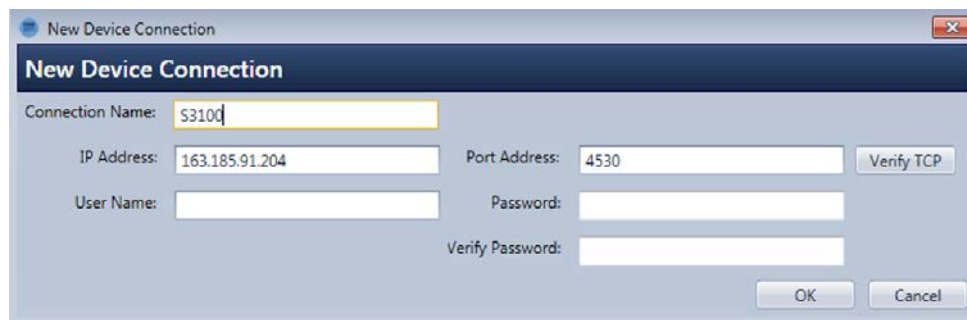 New Device Connection
New Device Connection
Connection Name: S3100
IP Address: 163.185.91.204 Port Address: 4530 Verify TCP
User Name: Password:
Verify Password:
OK Cancel